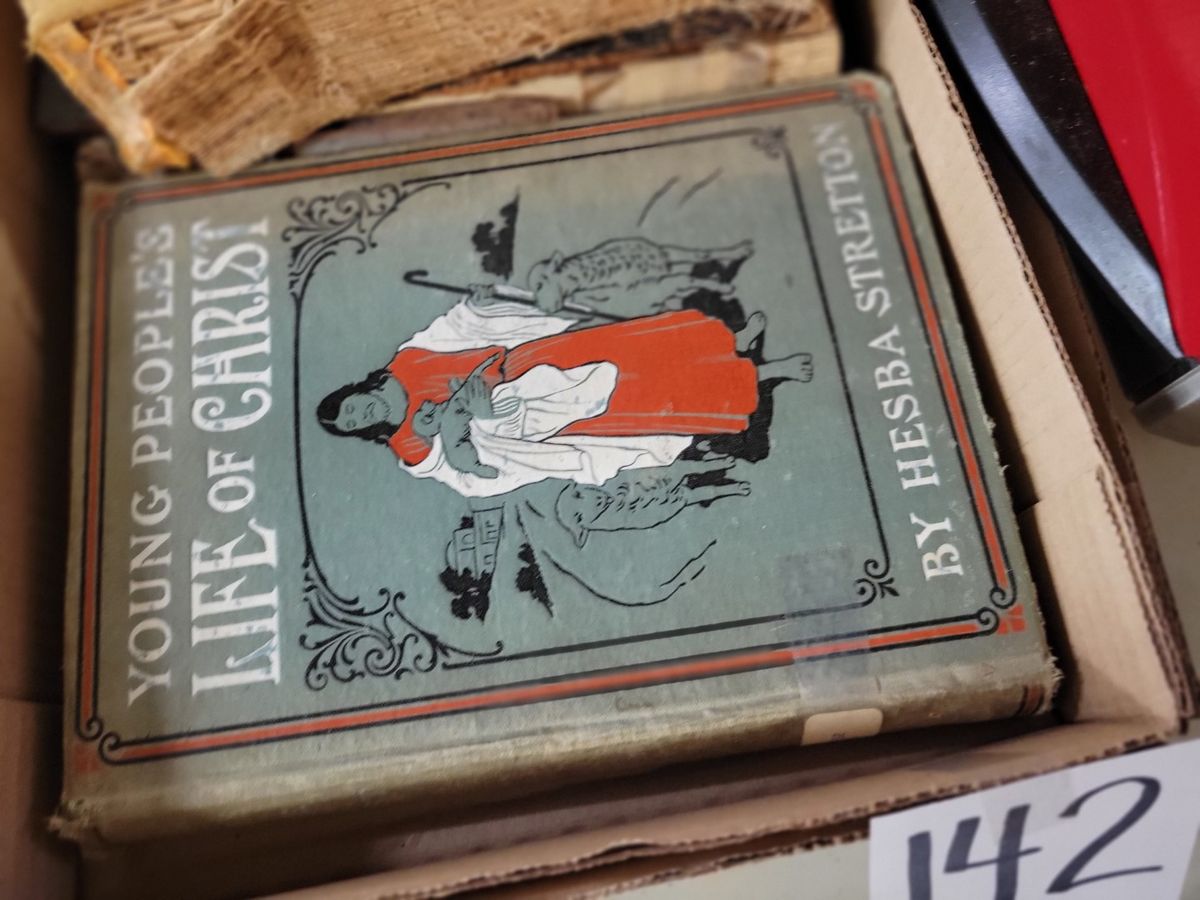 YOUNG PEOPLE'S
LIFE OF CHRIST
BY HESBA STRETTON
142